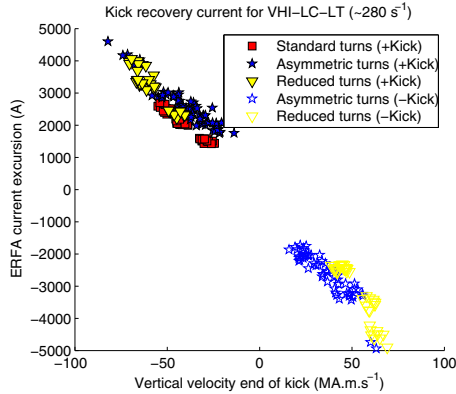 Kick recovery current for VHI−LC−LT (~280 s⁻¹)
Standard turns (+Kick)
Asymmetric turns (+Kick)
Reduced turns (+Kick)
Asymmetric turns (−Kick)
Reduced turns (−Kick)
ERFA current excursion (A)
5000
4000
3000
2000
1000
0
−1000
−2000
−3000
−4000
−5000
−100
−50
0
50
100
Vertical velocity end of kick (MA.m.s⁻¹)